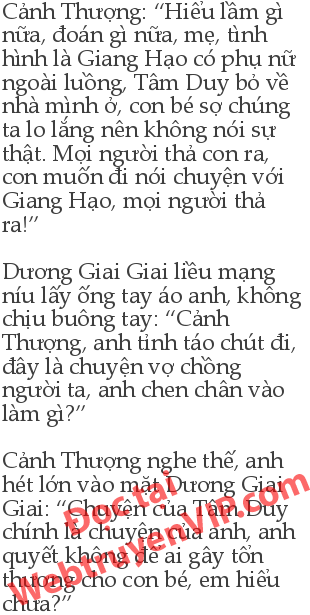 Cảnh Thượng: “Hiểu lầm gì
nữa, đoán gì nữa, mẹ, tình
hình là Giang Hạo có phụ nữ
ngoài luồng, Tâm Duy bỏ về
nhà mình ở, con bé sợ chúng
ta lo lắng nên không nói sự
thật. Mọi người thả con ra,
con muốn đi nói chuyện với
Giang Hạo, mọi người thả
ra!”
Dương Giai Giai liều mạng
níu lấy ống tay áo anh, không
chịu buông tay: “Cảnh
Thượng, anh tỉnh táo chút đi,
đây là chuyện vợ chồng
người ta, anh chen chân vào
làm gì?”
Cảnh Thượng nghe thế, anh
hét lớn vào mặt Dương Giai
Giai: “Chuyện của Tâm Duy
chính là chuyện của anh, anh
quyết không để ai gây tổn
thương cho con bé, em hiểu
chưa?”
Đọc tại
WebtruyenVIP.com